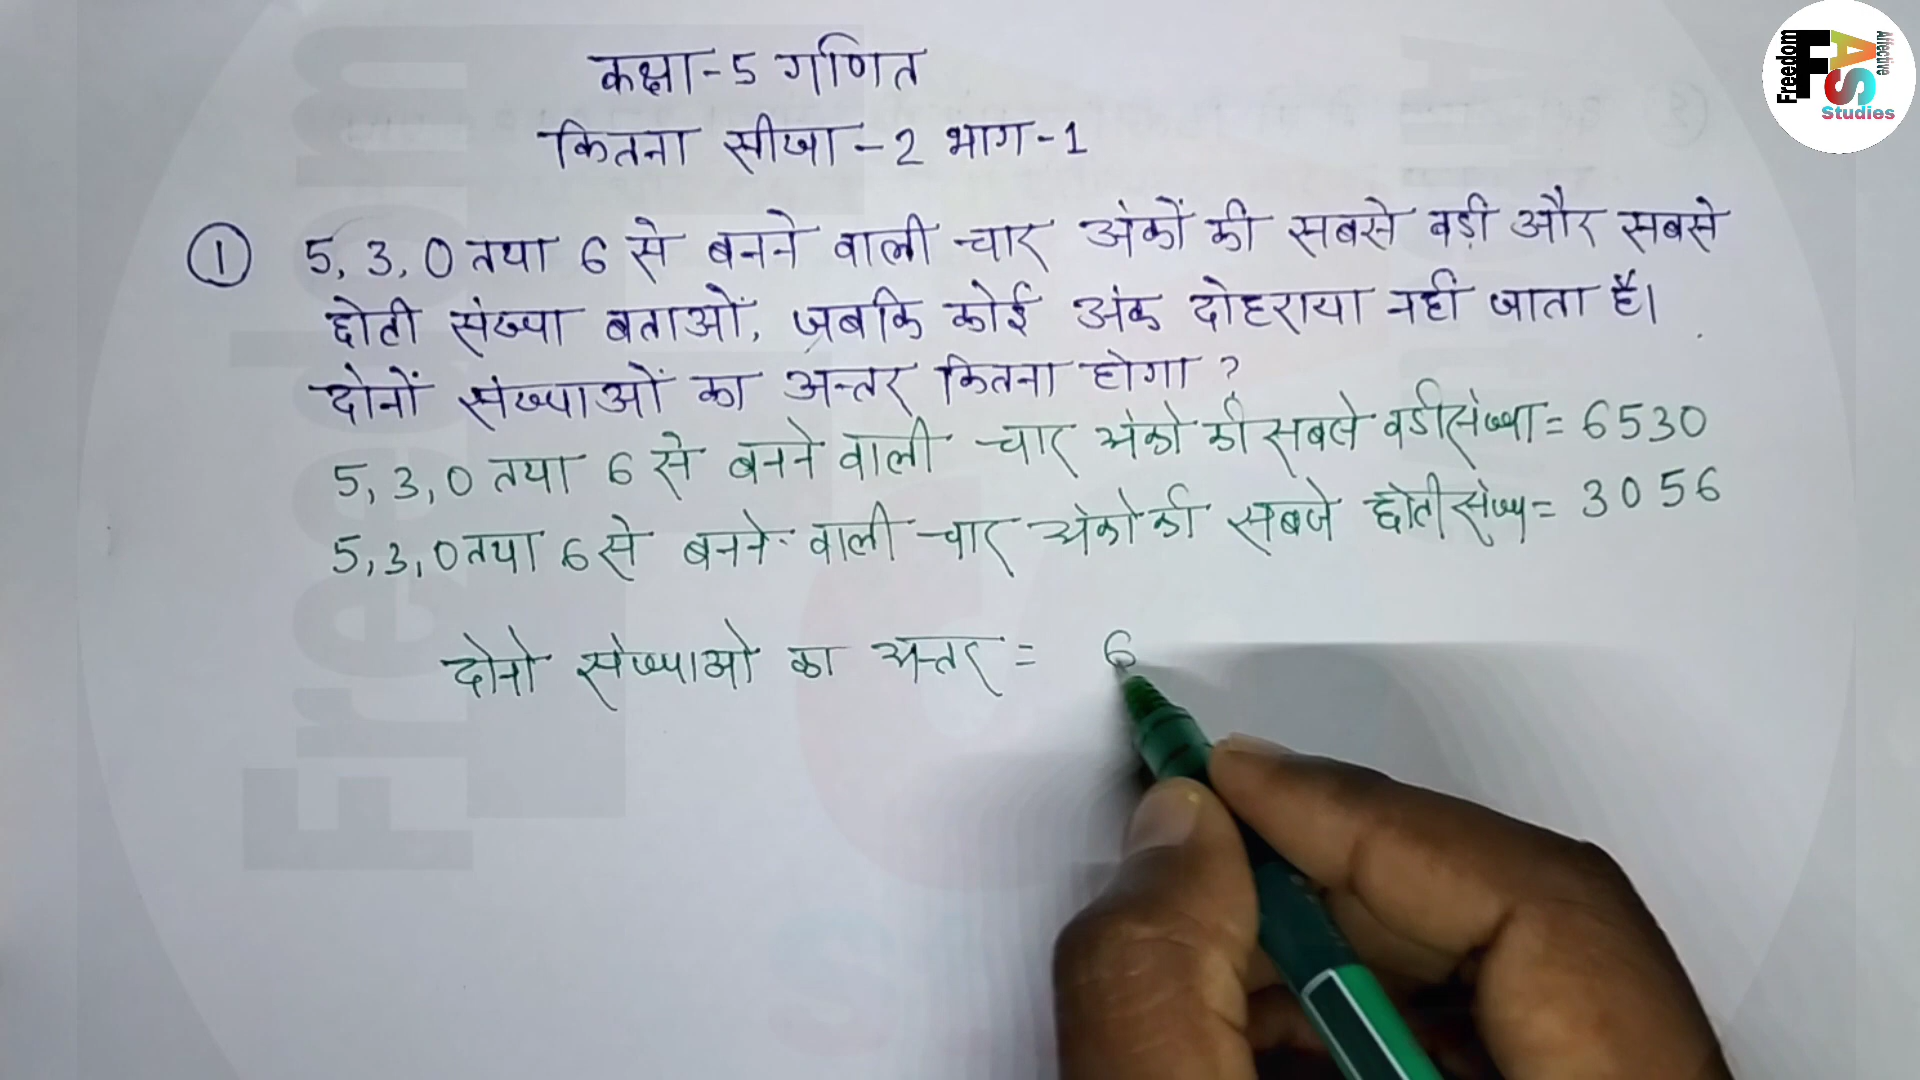 कक्षा-5 गणित
कितना सीखा-2 भाग-1
① 5, 3, 0 तथा 6 से बनने वाली चार अंकों की सबसे बड़ी और सबसे
छोटी संख्या बताओं, जबकि कोई अंक दोहराया नहीं जाता है।
दोनों संख्याओं का अन्तर कितना होगा ?
5, 3, 0 तथा 6 से बनने वाली चार अंको की सबसे बडी संख्या = 6530
5, 3, 0 तथा 6 से बनने वाली चार अंको की सबसे छोटी संख्य = 3056
दोनो संख्याओ का अन्तर = 6
Freedom
FAS
Affective
Studies